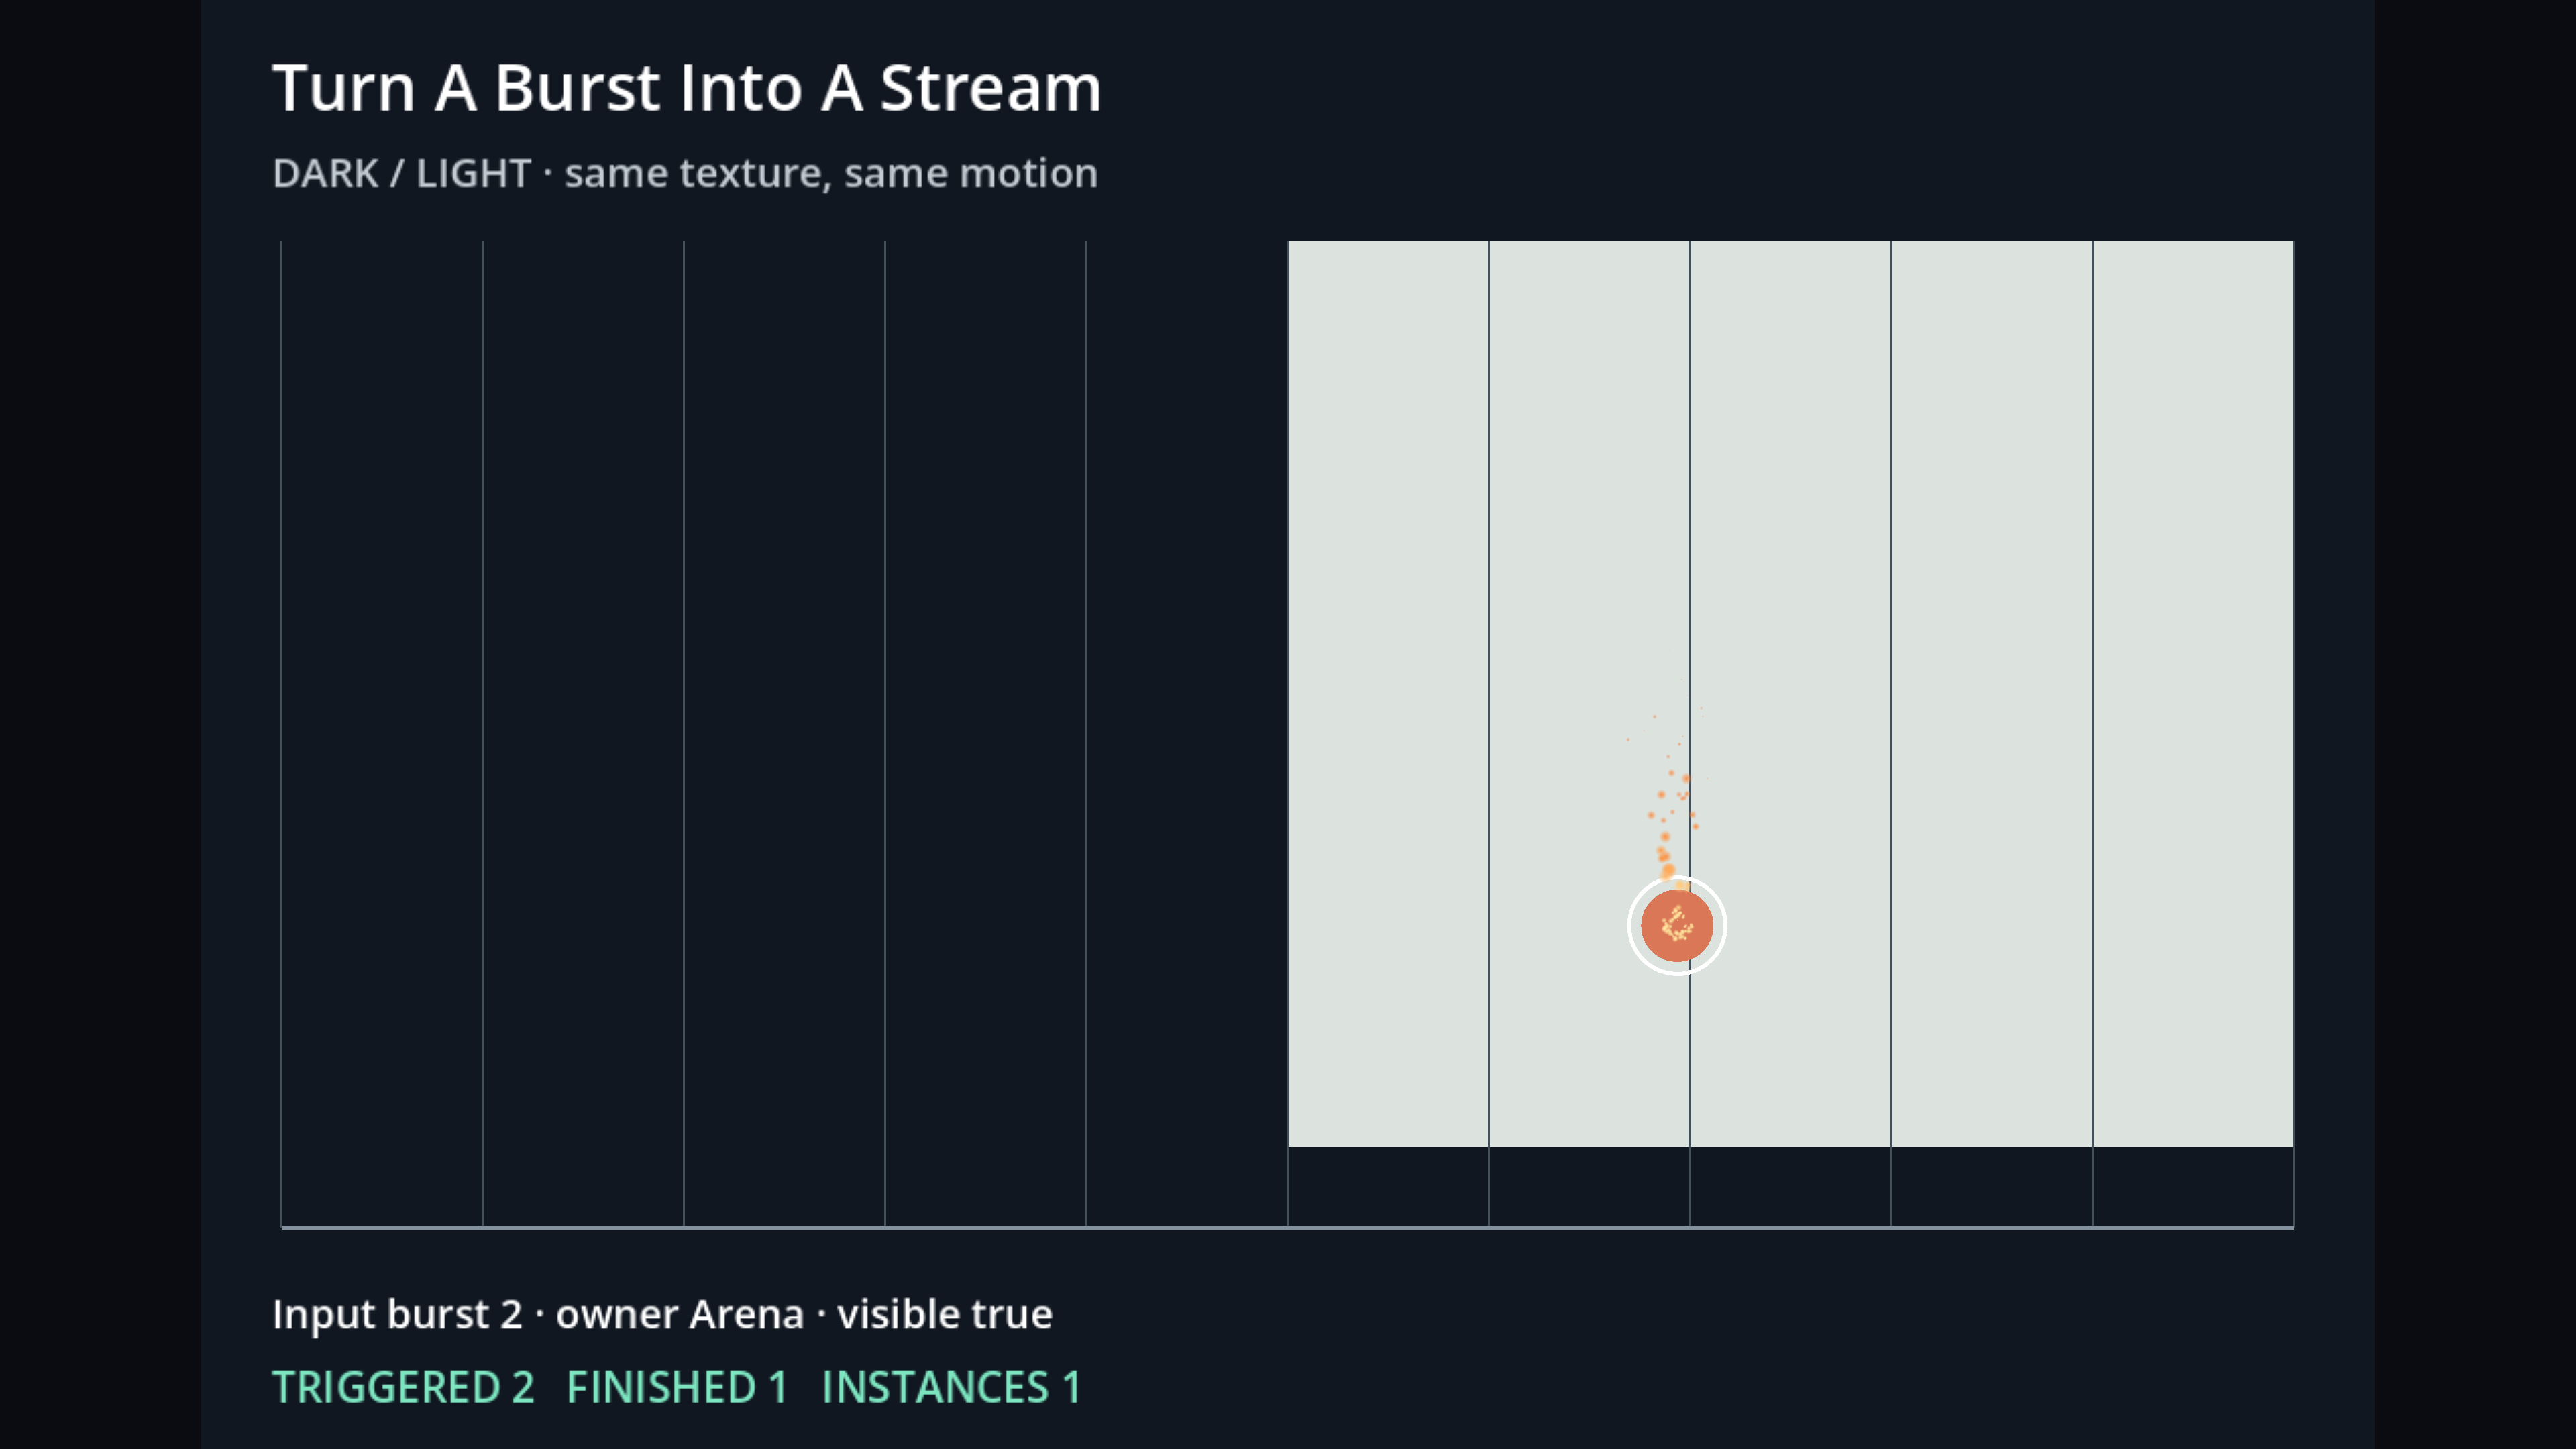 Turn A Burst Into A Stream
DARK / LIGHT · same texture, same motion
Input burst 2 · owner Arena · visible true
TRIGGERED 2 FINISHED 1 INSTANCES 1